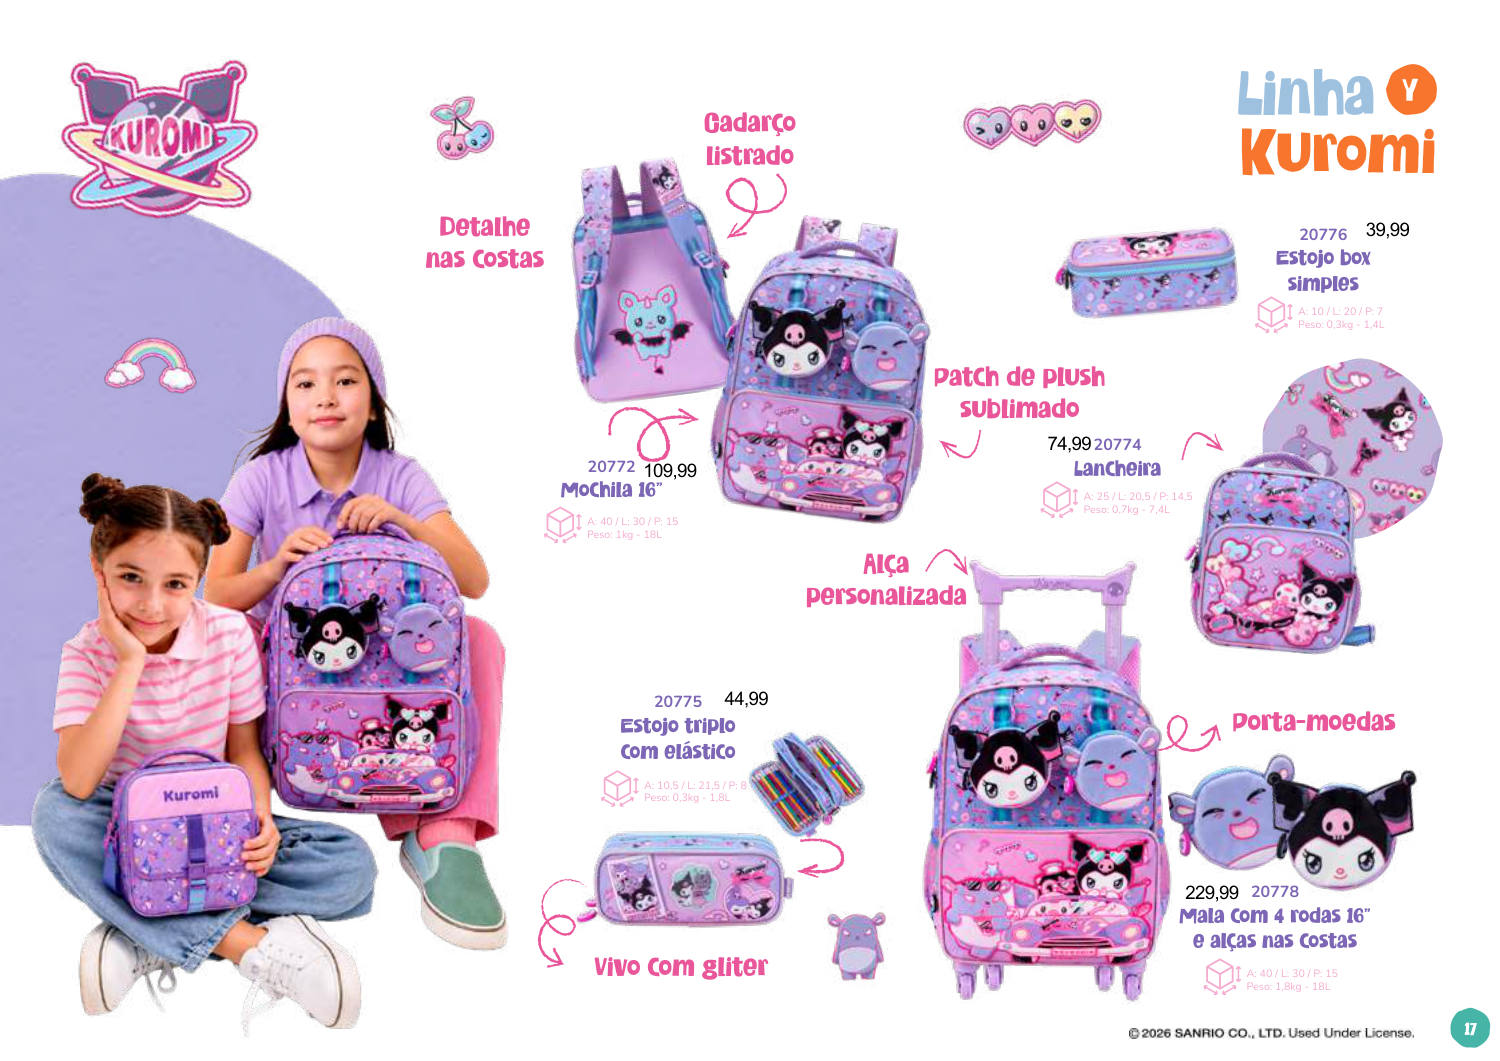 KUROMI
Linha Y
Kuromi
Cadarço
listrado
Detalhe
nas costas
20776 39,99
Estojo box
simples
A: 10 / L: 20 / P: 7
Peso: 0,3kg - 1,4L
Patch de plush
sublimado
74,99 20774
Lancheira
A: 25 / L: 20,5 / P: 14,5
Peso: 0,7kg - 7,4L
20772 109,99
Mochila 16"
A: 40 / L: 30 / P: 15
Peso: 1kg - 18L
Alça
personalizada
20775 44,99
Estojo triplo
com elástico
A: 10,5 / L: 21,5 / P: 8
Peso: 0,3kg - 1,8L
Porta-moedas
Kuromi
229,99 20778
Mala com 4 rodas 16"
e alças nas costas
A: 40 / L: 30 / P: 15
Peso: 1,8kg - 18L
Vivo com gliter
© 2026 SANRIO CO., LTD. Used Under License.
17